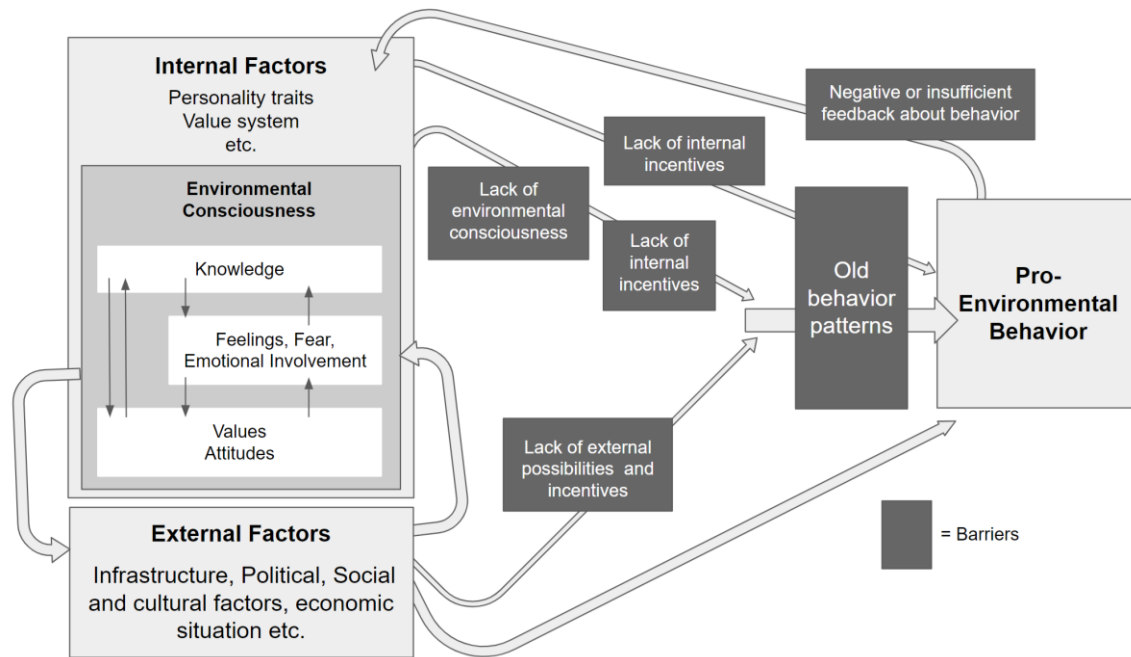 Internal Factors
Personality traits
Value system
etc.
Environmental
Consciousness
Knowledge
Feelings, Fear,
Emotional Involvement
Values
Attitudes
External Factors
Infrastructure, Political, Social
and cultural factors, economic
situation etc.
Lack of internal
incentives
Lack of
environmental
consciousness
Lack of
internal
incentives
Lack of external
possibilities and
incentives
Negative or insufficient
feedback about behavior
Old
behavior
patterns
Pro-
Environmental
Behavior
= Barriers